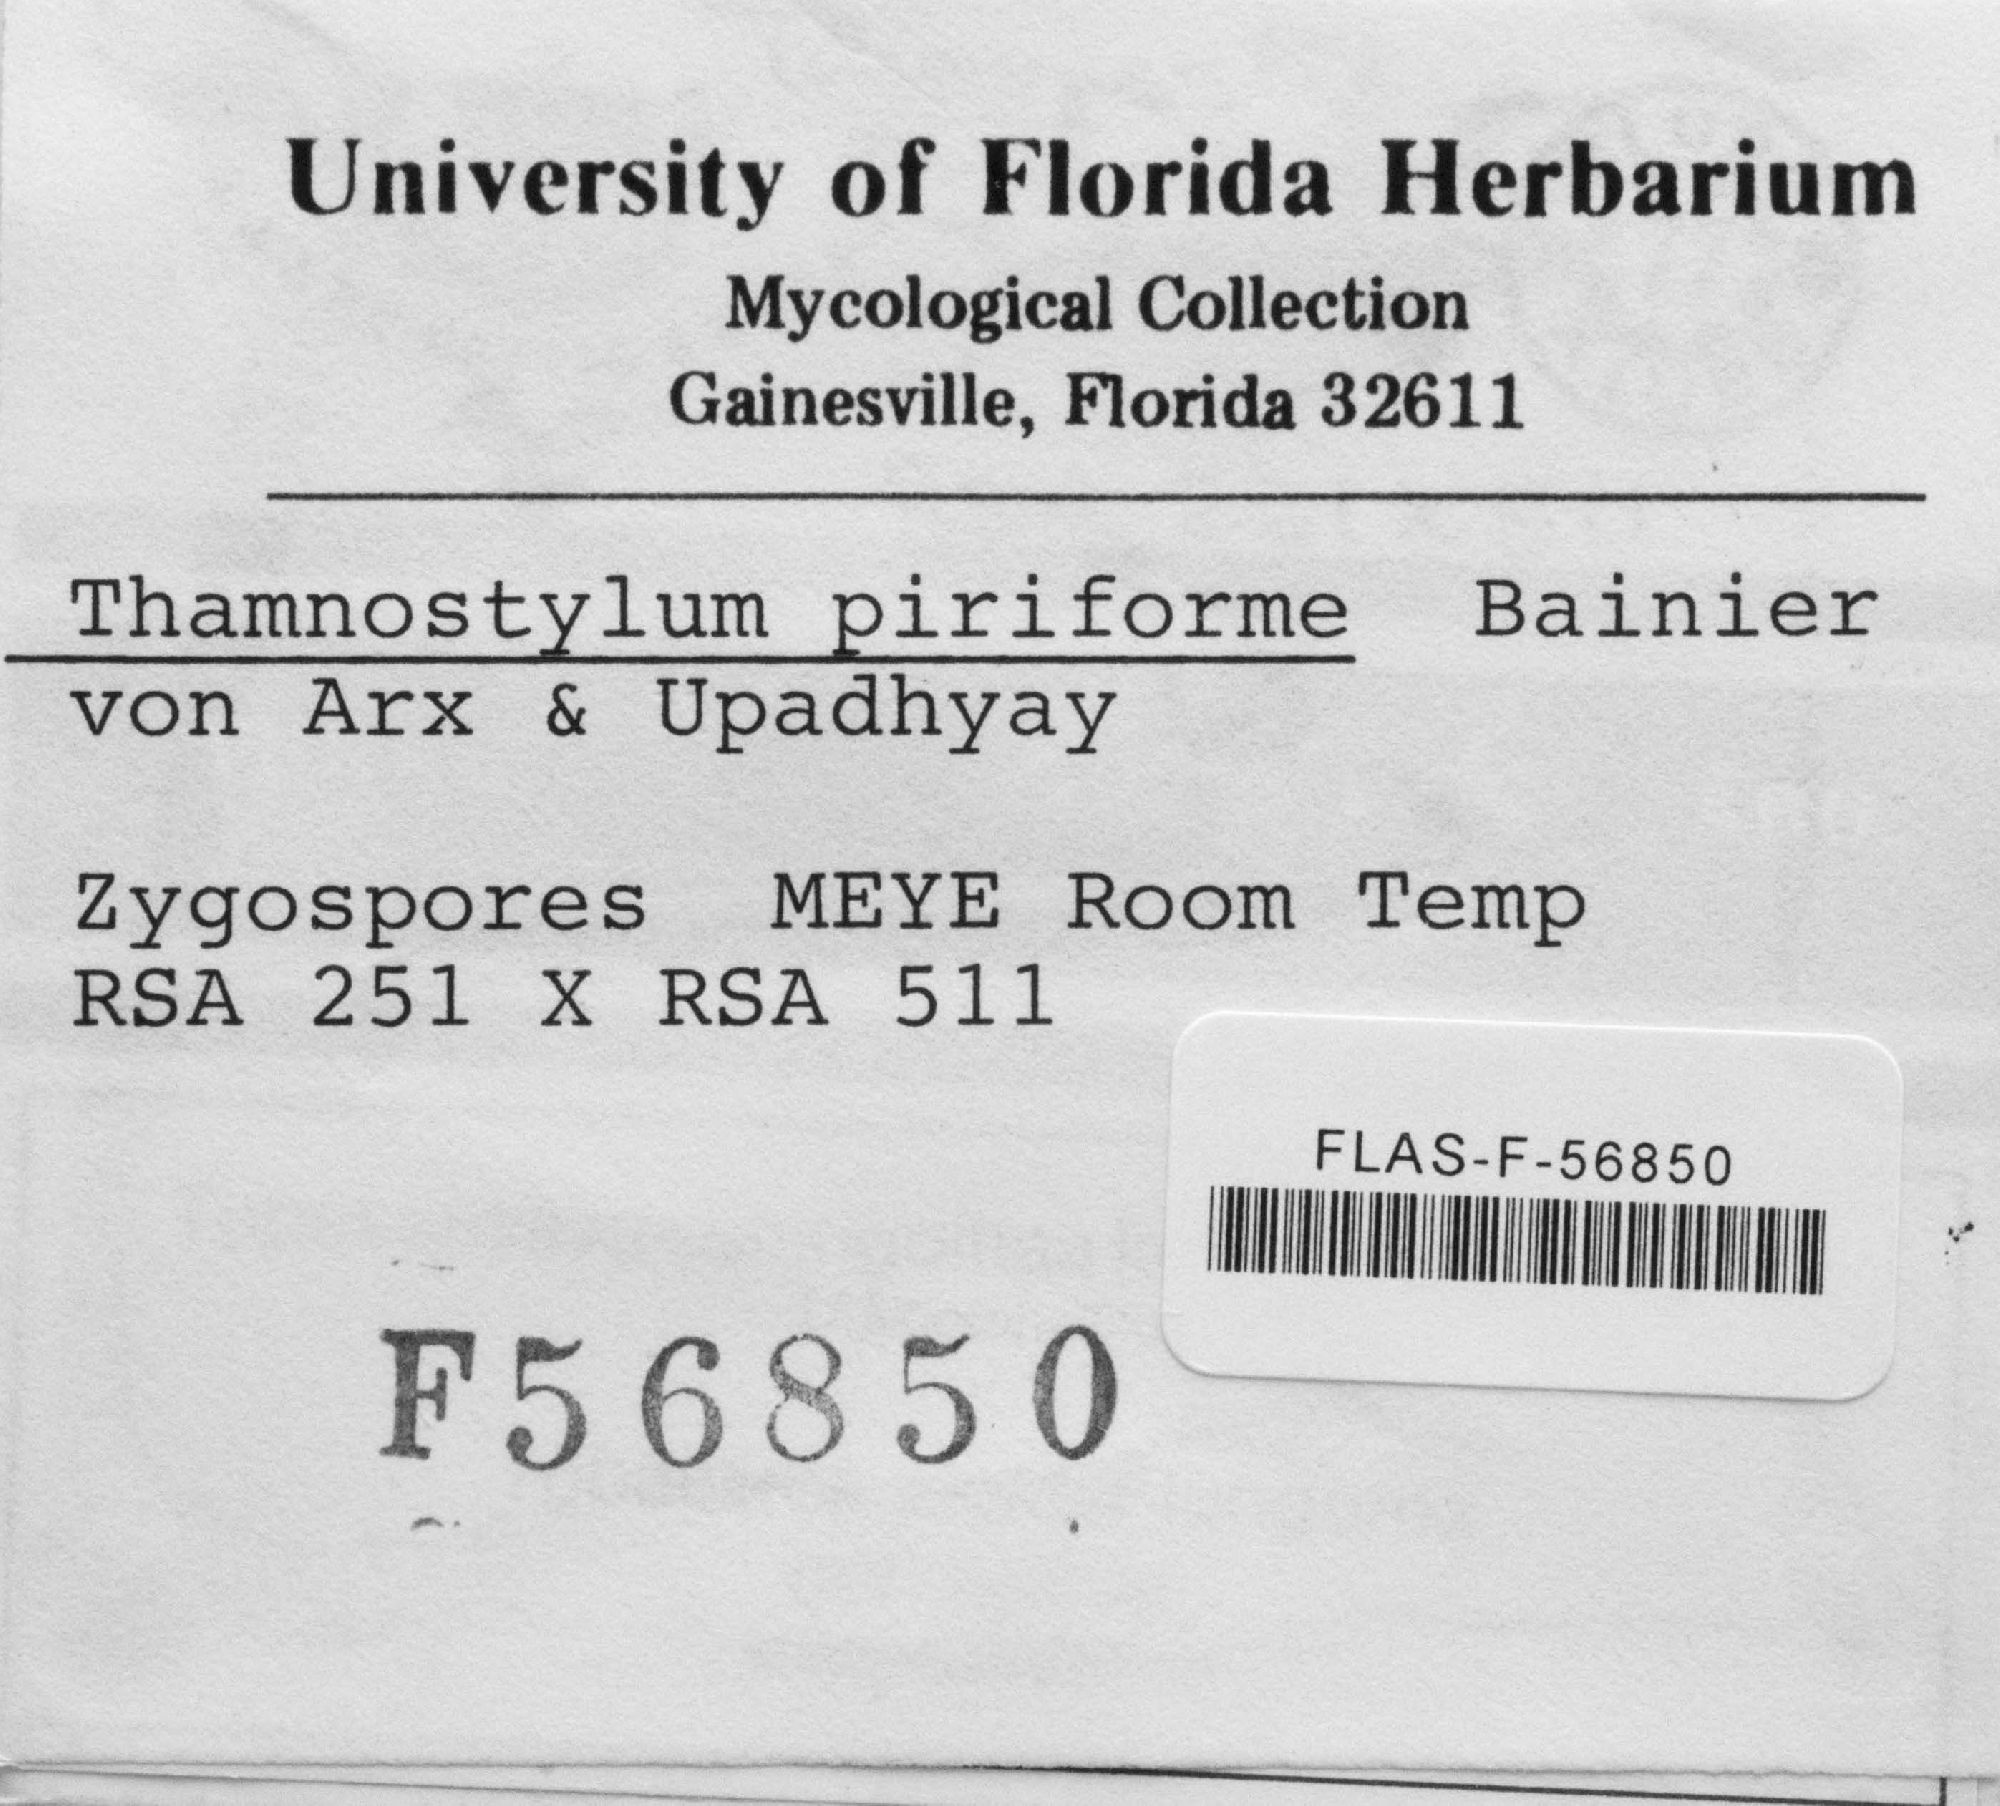 University of Florida Herbarium
Mycological Collection
Gainesville, Florida 32611
Thamnostylum piriforme Bainier
von Arx & Upadhyay
Zygospores MEYE Room Temp
RSA 251 X RSA 511
FLAS-F-56850
F56850